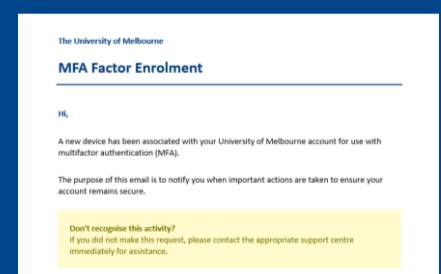 The University of Melbourne
MFA Factor Enrolment
Hi,
A new device has been associated with your University of Melbourne account for use with
multifactor authentication (MFA).
The purpose of this email is to notify you when important actions are taken to ensure your
account remains secure.
Don't recognise this activity?
If you did not make this request, please contact the appropriate support centre
immediately for assistance.